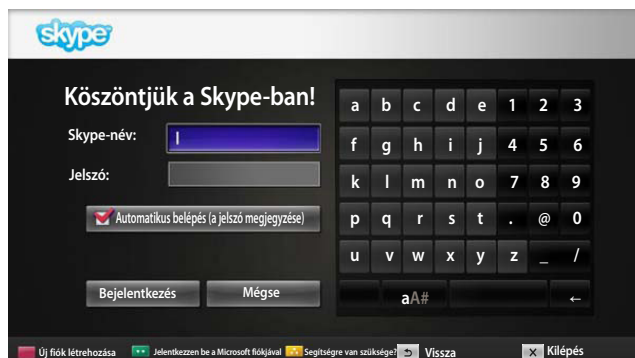 skype
Köszöntjük a Skype-ban!
Skype-név:
Jelszó:
Automatikus belépés (a jelszó megjegyzése)
Bejelentkezés Mégse
a b c d e 1 2 3
f g h i j 4 5 6
k l m n o 7 8 9
p q r s t . @ 0
u v w x y z _ /
aA# ←
Új fiók létrehozása Jelentkezzen be a Microsoft fiókjával Segítségre van szüksége? Vissza X Kilépés